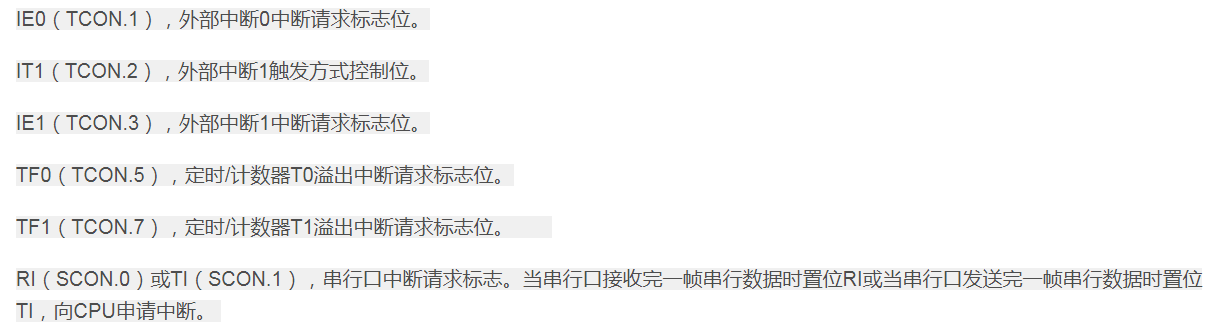 IE0（TCON.1），外部中断0中断请求标志位。
IT1（TCON.2），外部中断1触发方式控制位。
IE1（TCON.3），外部中断1中断请求标志位。
TF0（TCON.5），定时/计数器T0溢出中断请求标志位。
TF1（TCON.7），定时/计数器T1溢出中断请求标志位。
RI（SCON.0）或TI（SCON.1），串行口中断请求标志。当串行口接收完一帧串行数据时置位RI或当串行口发送完一帧串行数据时置位
TI，向CPU申请中断。